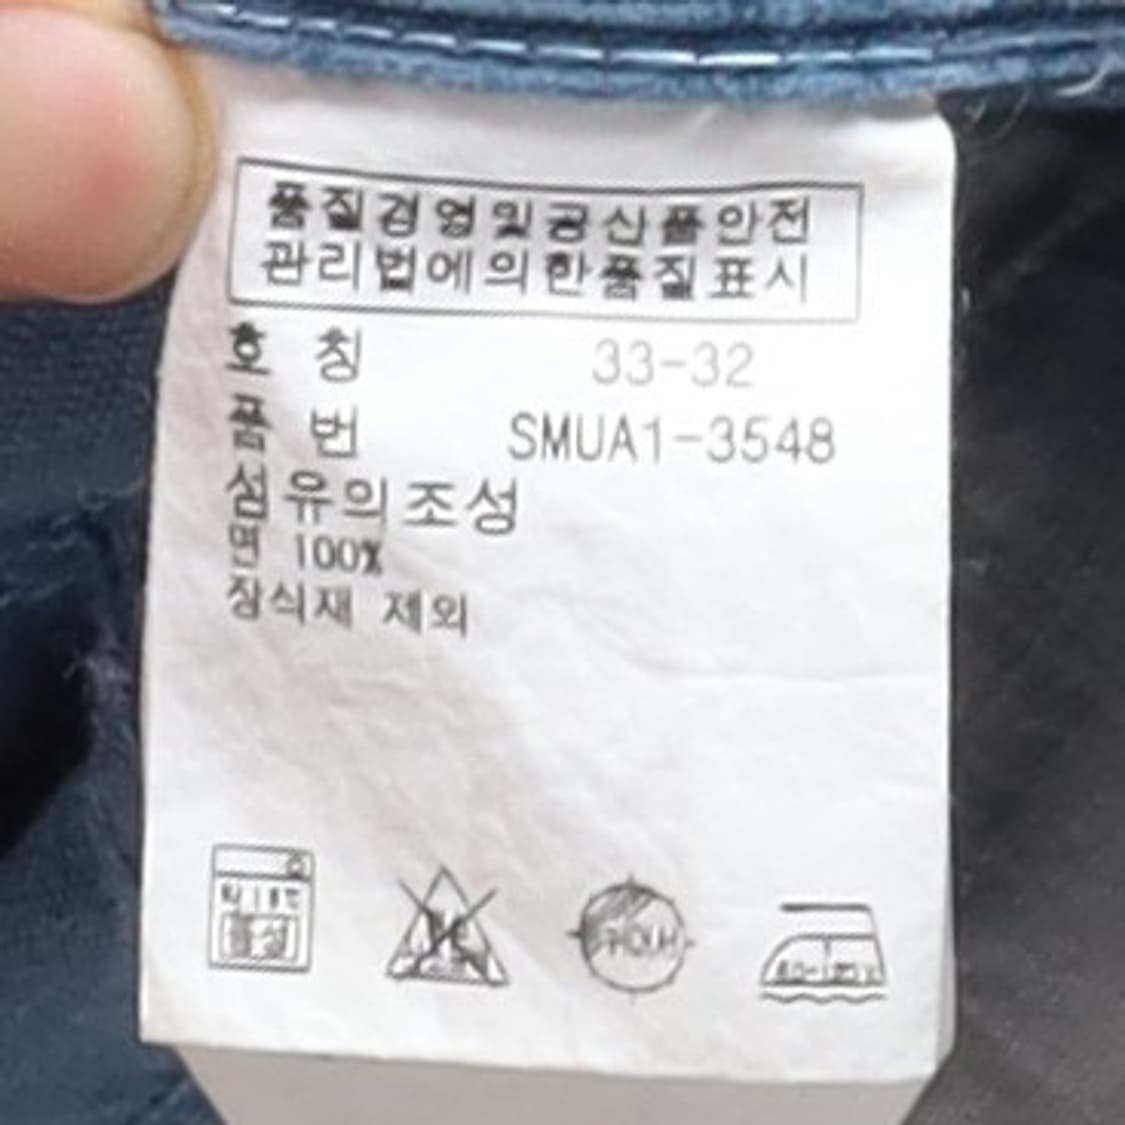 품질경영및공산품안전
관리법에의한품질표시
호 칭 33-32
품 번 SMUA1-3548
섬유의조성
면 100%
장식재 제외